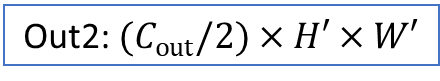 Out2: (C_out/2) × H′ × W′